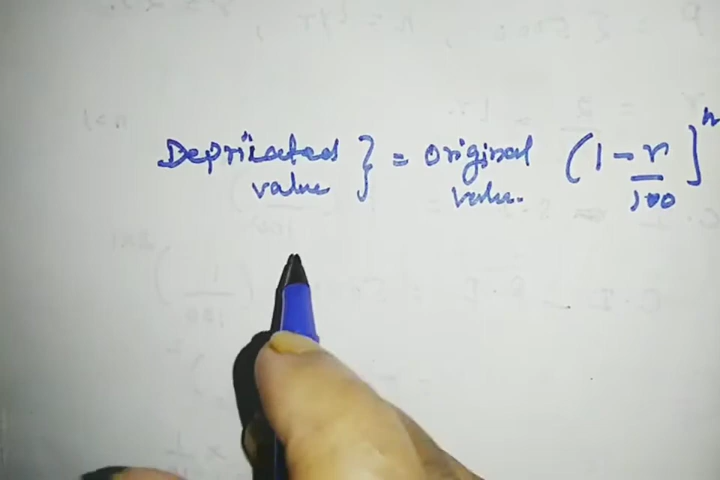 Depriciated } = Original (1 - r/100)^n
value value.